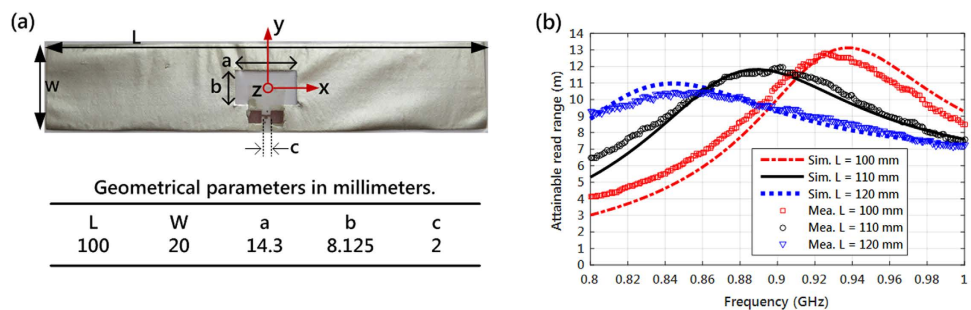 (a)
y
L
a
W
b
z
x
c
Geometrical parameters in millimeters.
L W a b c
100 20 14.3 8.125 2
(b)
14
13
12
11
10
9
8
7
6
5
4
3
2
1
0
Attainable read range (m)
Sim. L = 100 mm
Sim. L = 110 mm
Sim. L = 120 mm
Mea. L = 100 mm
Mea. L = 110 mm
Mea. L = 120 mm
0.8 0.82 0.84 0.86 0.88 0.9 0.92 0.94 0.96 0.98 1
Frequency (GHz)